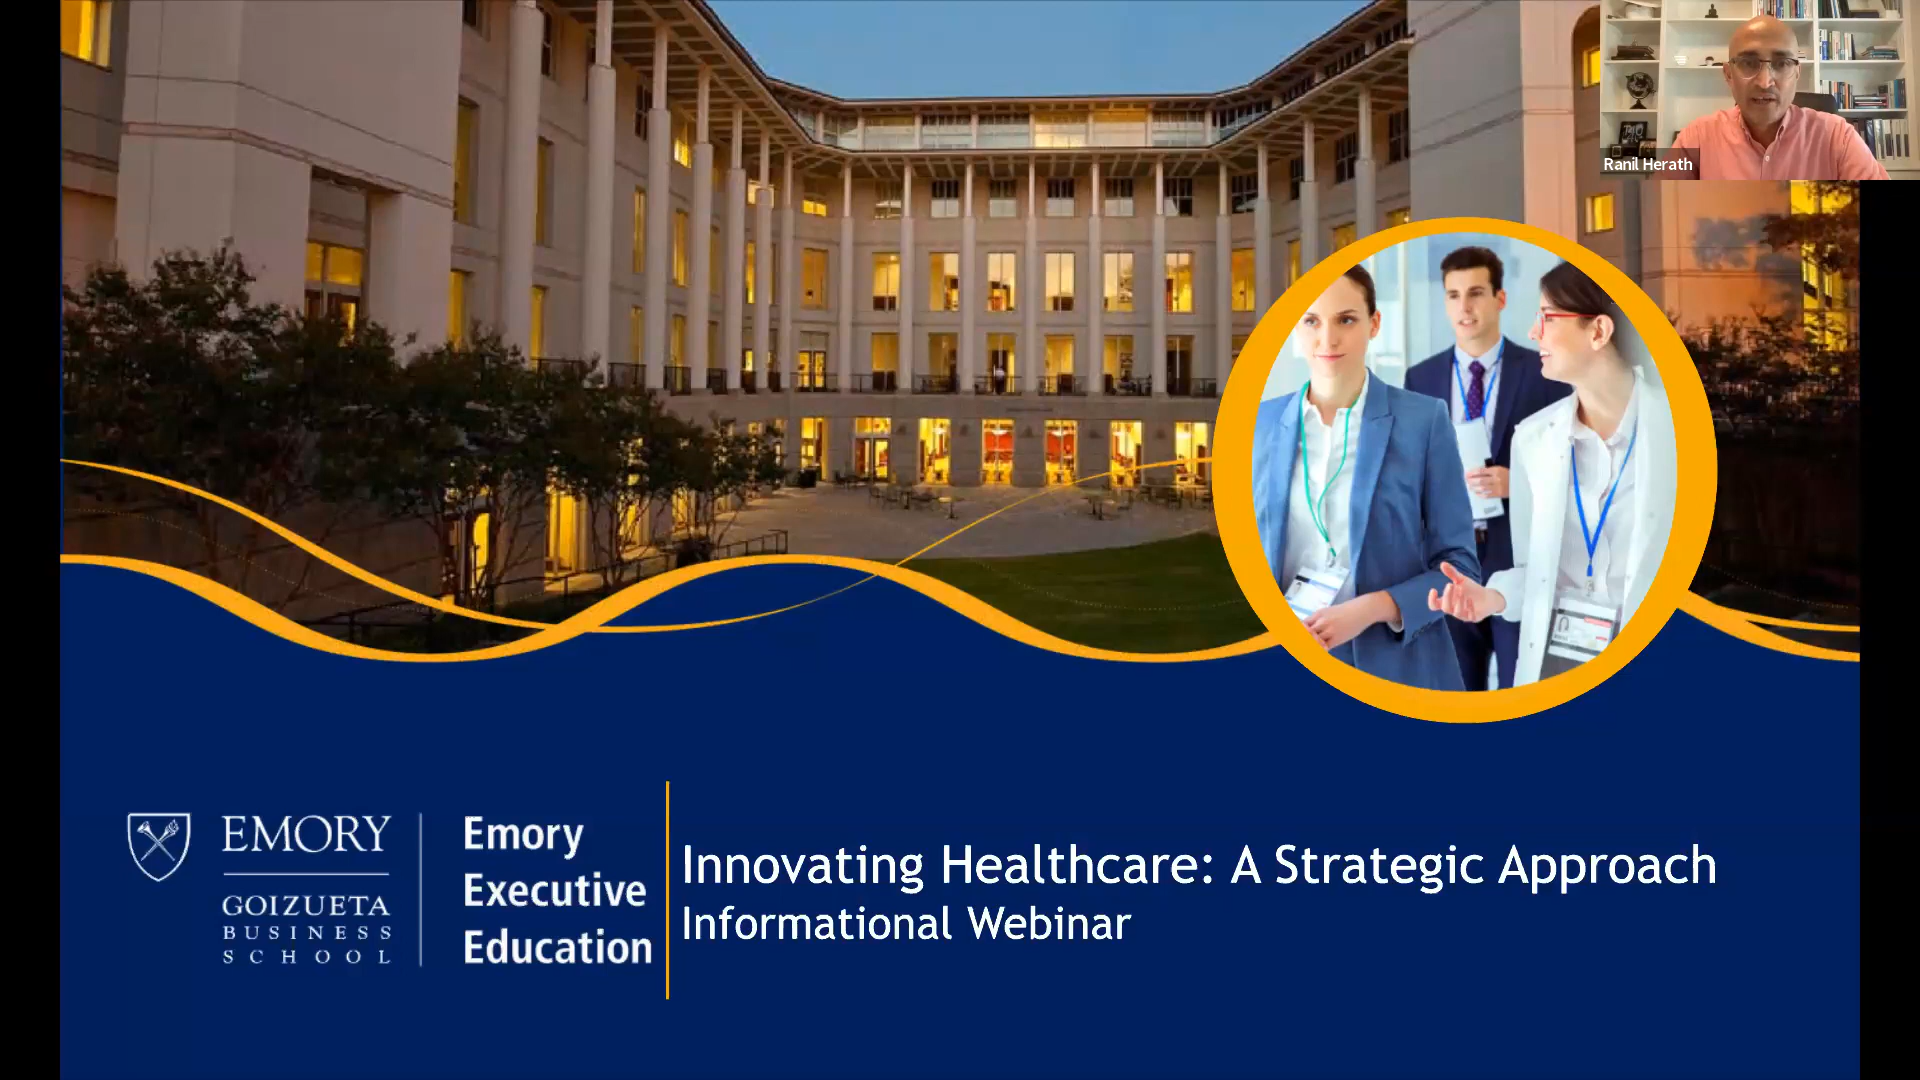 Ranil Herath
EMORY
GOIZUETA
BUSINESS
SCHOOL
Emory
Executive
Education
Innovating Healthcare: A Strategic Approach
Informational Webinar